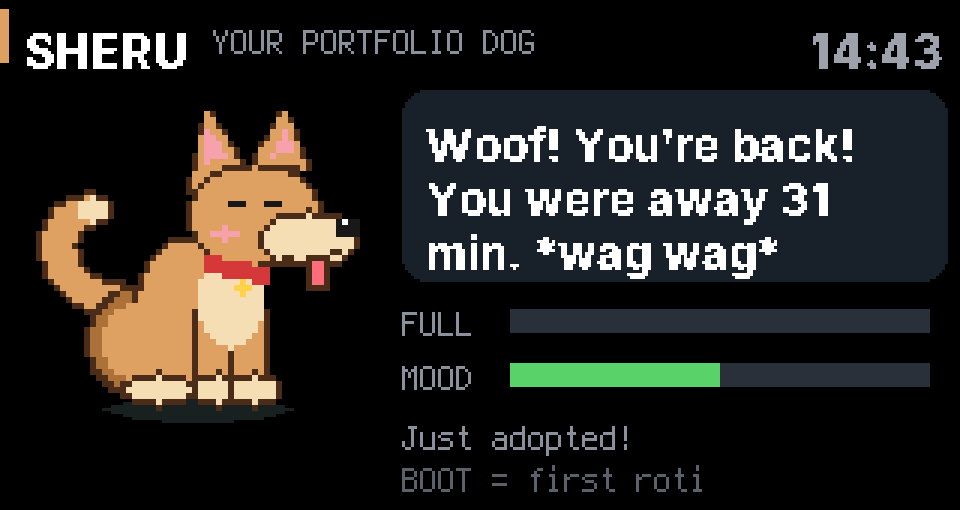 SHERU YOUR PORTFOLIO DOG 14:43
Woof! You're back!
You were away 31
min. *wag wag*
FULL
MOOD
Just adopted!
BOOT = first roti